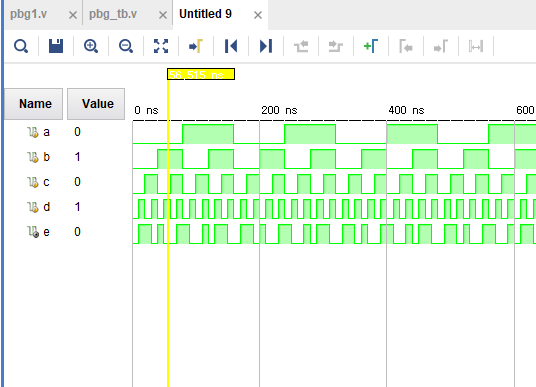 pbg1.v × pbg_tb.v × Untitled 9 ×
Name Value
0 ns 200 ns 400 ns 600
a 0
b 1
c 0
d 1
e 0